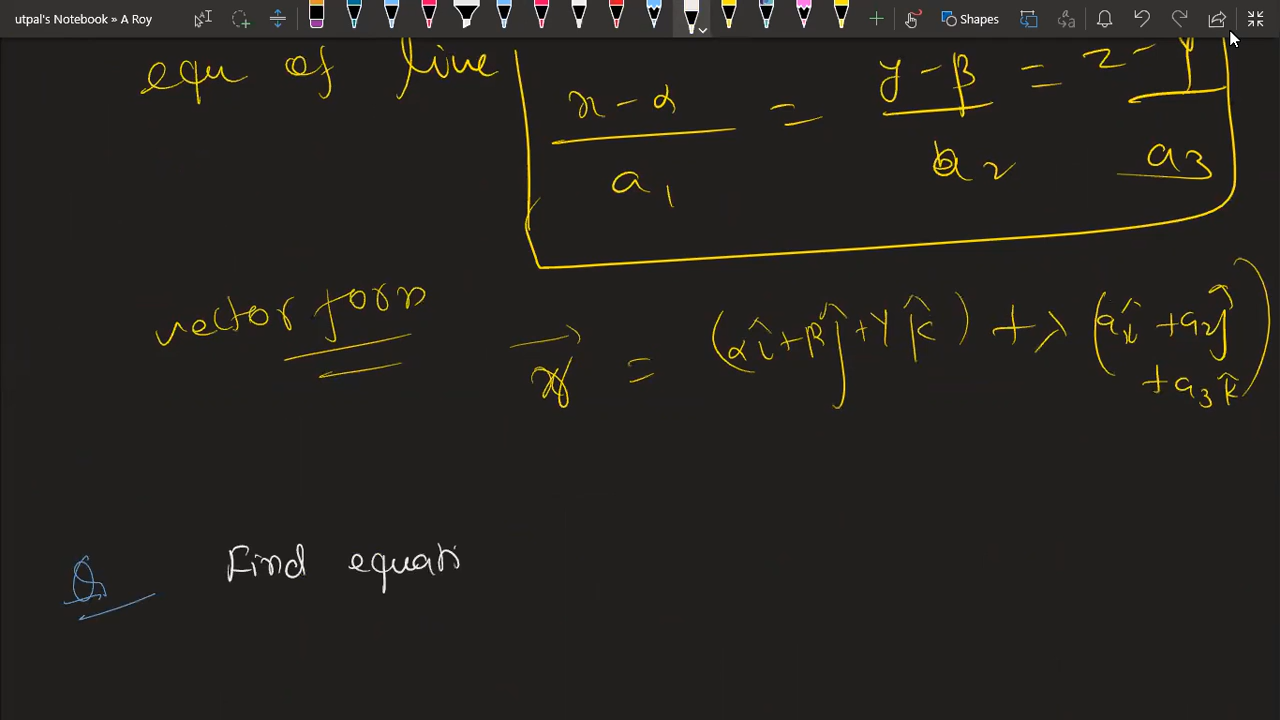 utpal's Notebook » A Roy
Shapes
equ of line
x - α / a1 = y - β / a2 = z - γ / a3
vector form r⃗ = (αî + βĵ + γk̂) + λ (a1î + a2ĵ + a3k̂)
Q Find equati